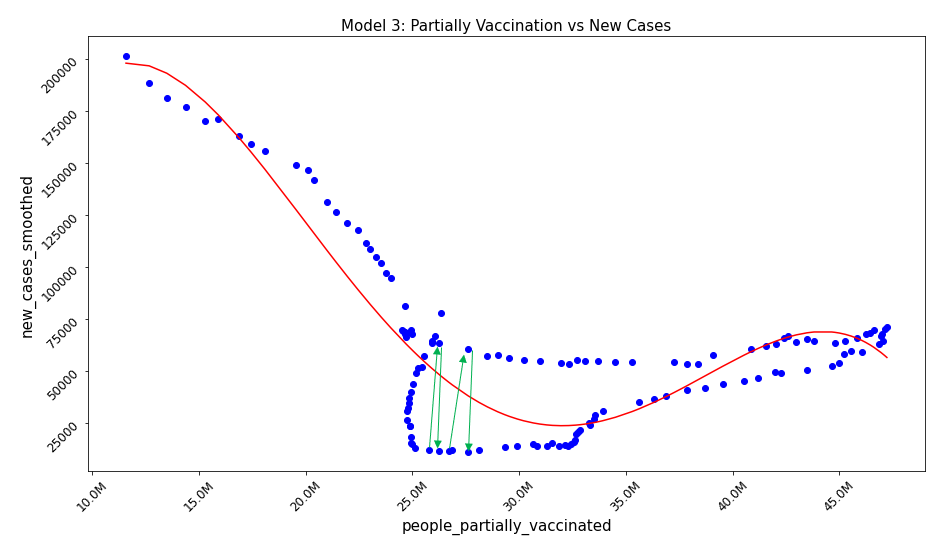 Model 3: Partially Vaccination vs New Cases
new_cases_smoothed
200000
175000
150000
125000
100000
75000
50000
25000
10.0M 15.0M 20.0M 25.0M 30.0M 35.0M 40.0M 45.0M
people_partially_vaccinated